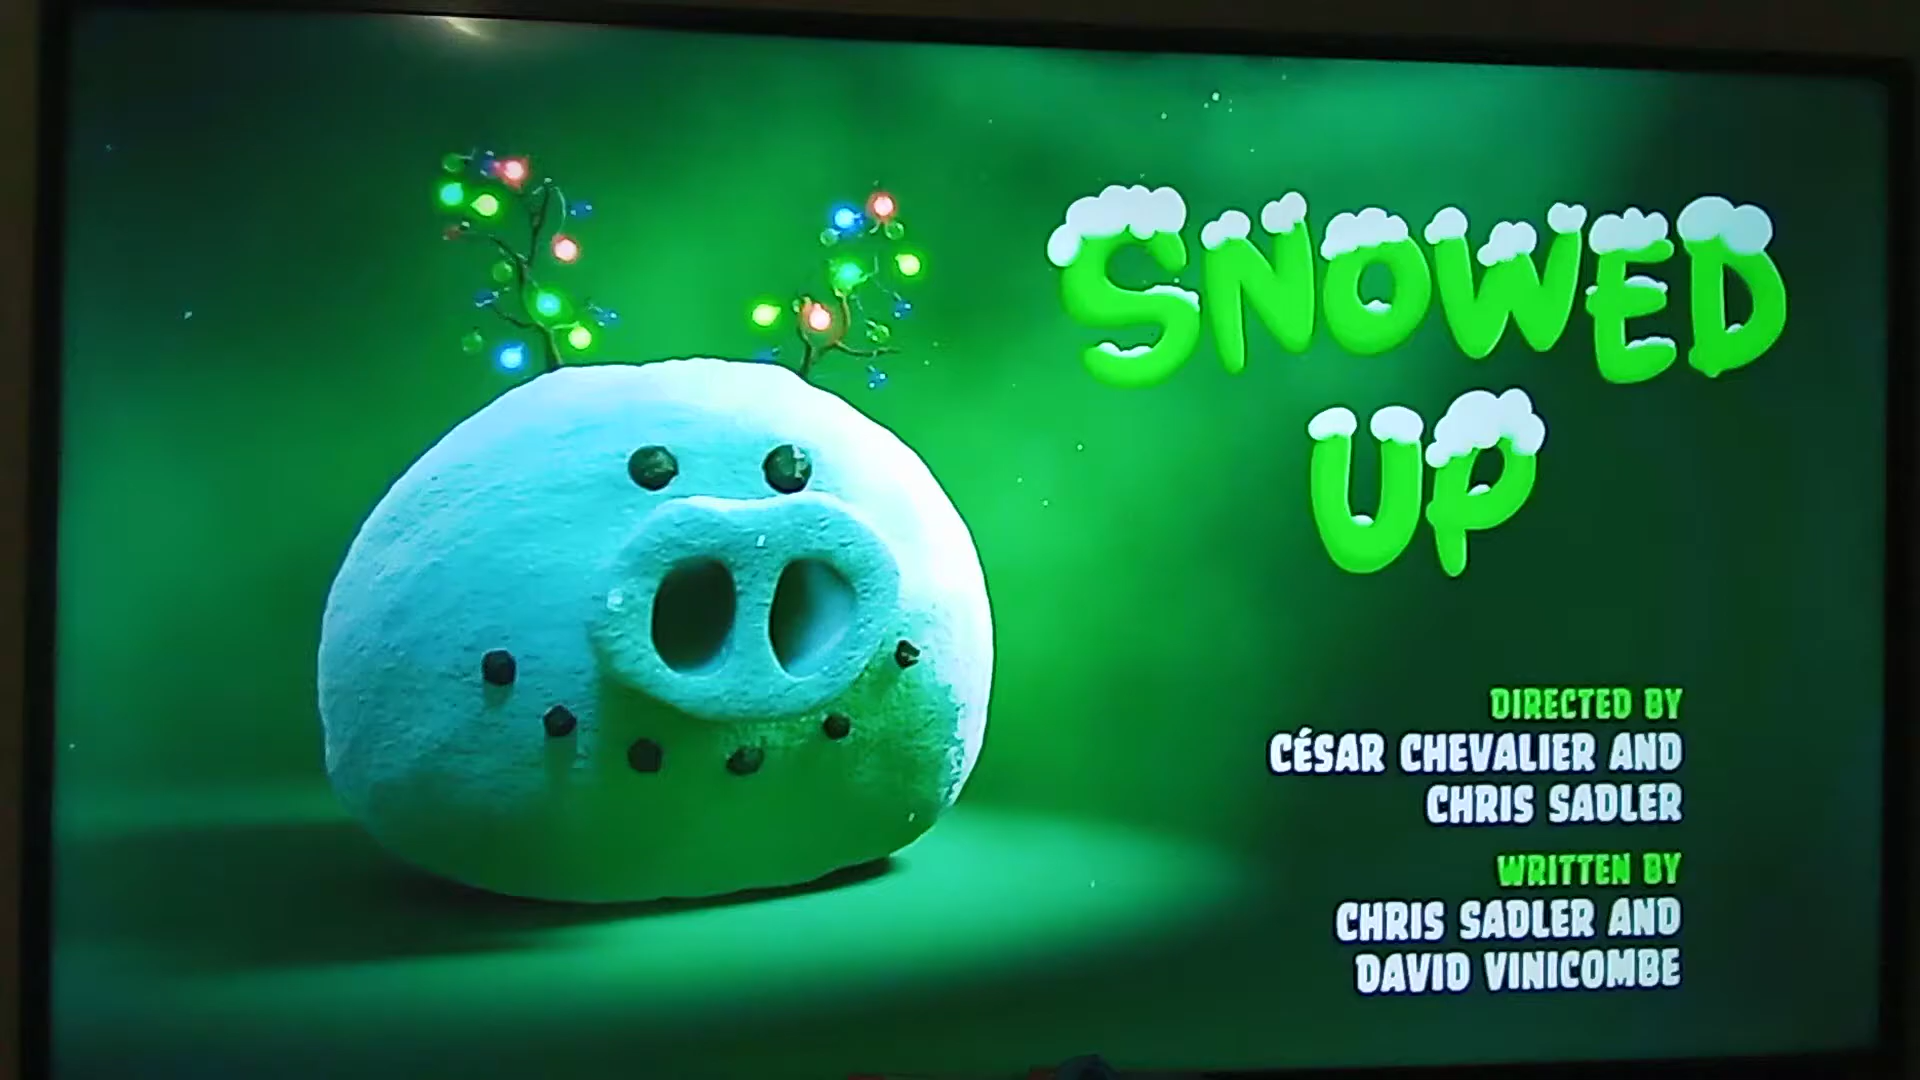 SNOWED
UP
DIRECTED BY
CÉSAR CHEVALIER AND
CHRIS SADLER
WRITTEN BY
CHRIS SADLER AND
DAVID VINICOMBE